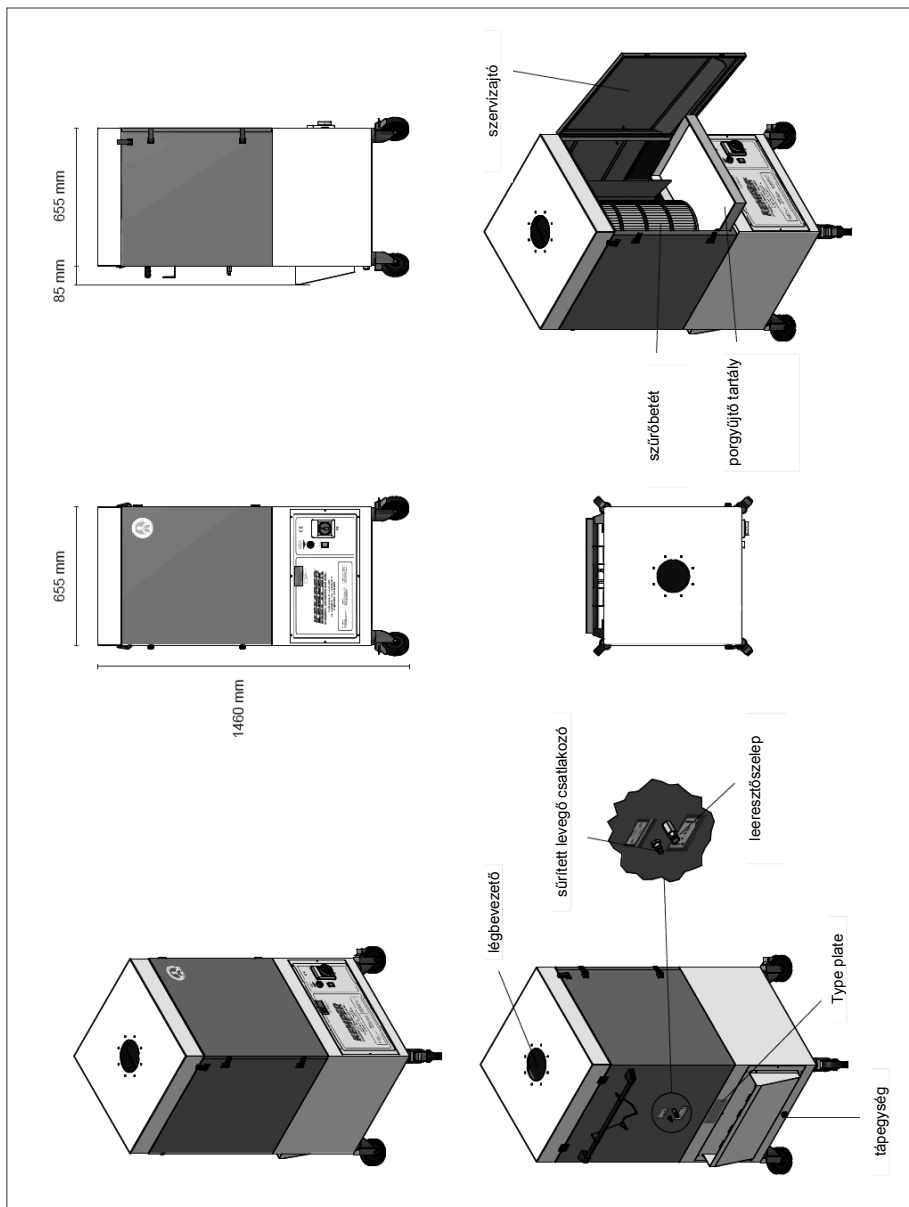 655 mm
85 mm
szervízajtó
szűrőbetét
porgyűjtő tartály
655 mm
1460 mm
KEMPER
sűrített levegő csatlakozó
leeresztőszelep
légbevezető
Type plate
tápegység